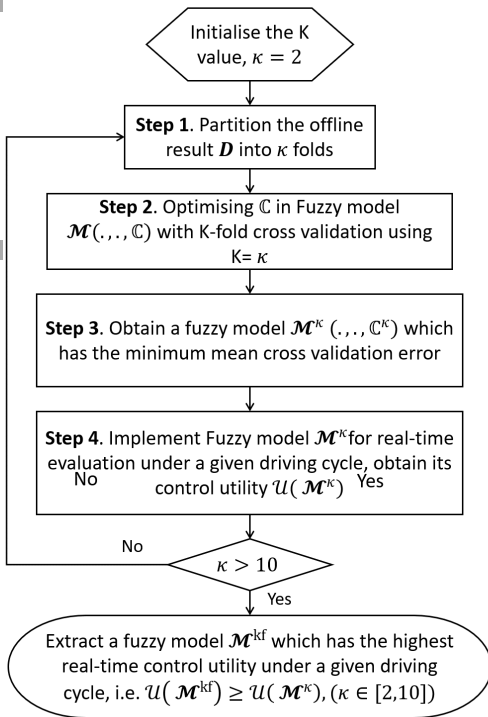 Initialise the K
value, κ = 2
Step 1. Partition the offline
result D into κ folds
Step 2. Optimising ℂ in Fuzzy model
ℳ(.,., ℂ) with K-fold cross validation using
K= κ
Step 3. Obtain a fuzzy model ℳ^κ (.,., ℂ^κ) which
has the minimum mean cross validation error
Step 4. Implement Fuzzy model ℳ^κ for real-time
evaluation under a given driving cycle, obtain its
No
control utility 𝒰( ℳ^κ)
Yes
No
κ > 10
Yes
Extract a fuzzy model ℳ^kf which has the highest
real-time control utility under a given driving
cycle, i.e. 𝒰( ℳ^kf) ≥ 𝒰( ℳ^κ), (κ ∈ [2,10])